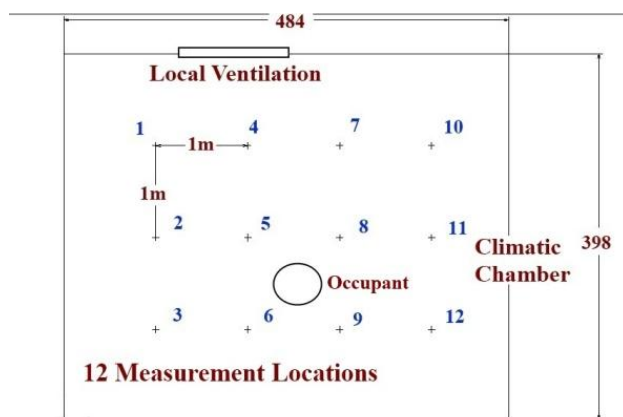 484
Local Ventilation
1 4 7 10
1m
1m
2 5 8 11
Climatic
Chamber
398
Occupant
3 6 9 12
12 Measurement Locations